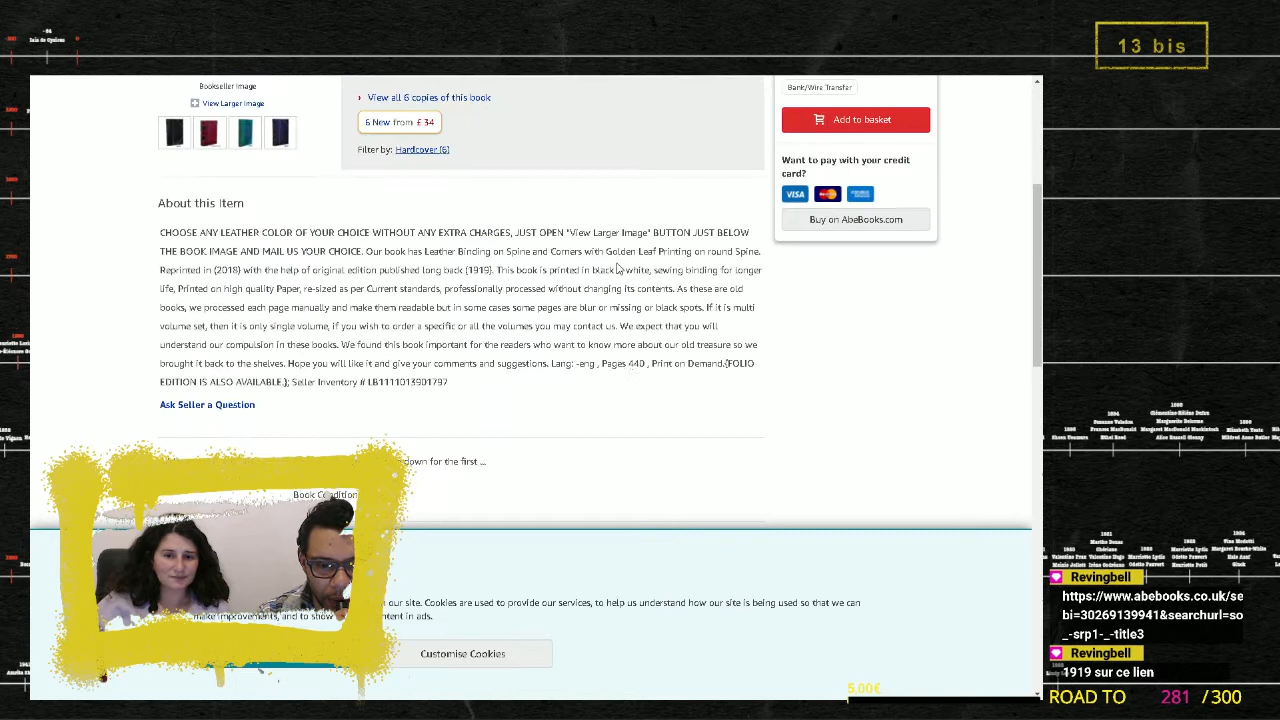 -84
Iaia de Cyzique
0
13 bis
Bookseller Image
View Larger Image
View all 6 copies of this book
6 New from £ 34
Filter by: Hardcover (6)
Bank/Wire Transfer
Add to basket
Want to pay with your credit
card?
VISA
Buy on AbeBooks.com
About this Item
CHOOSE ANY LEATHER COLOR OF YOUR CHOICE WITHOUT ANY EXTRA CHARGES, JUST OPEN "View Larger Image" BUTTON JUST BELOW
THE BOOK IMAGE AND MAIL US YOUR CHOICE. Our book has Leather Binding on Spine and Corners with Golden Leaf Printing on round Spine.
Reprinted in {2018} with the help of original edition published long back {1919}. This book is printed in black & white, sewing binding for longer
life, Printed on high quality Paper, re-sized as per Current standards, professionally processed without changing its contents. As these are old
books, we processed each page manually and make them readable but in some cases some pages are blur or missing or black spots. If it is multi
volume set, then it is only single volume, if you wish to order a specific or all the volumes you may contact us. We expect that you will
understand our compulsion in these books. We found this book important for the readers who want to know more about our old treasure so we
brought it back to the shelves. Hope you will like it and give your comments and suggestions. Lang: -eng , Pages 440 , Print on Demand.{FOLIO
EDITION IS ALSO AVAILABLE.}; Seller Inventory # LB1111013901797
Ask Seller a Question
down for the first ...
Book Condition
our site. Cookies are used to provide our services, to help us understand how our site is being used so that we can
make improvements, and to show
ntent in ads.
Customise Cookies
Revingbell
https://www.abebooks.co.uk/se
bi=30269139941&searchurl=so
_-srp1-_-title3
Revingbell
1919 sur ce lien
5,00€
ROAD TO 281 /300